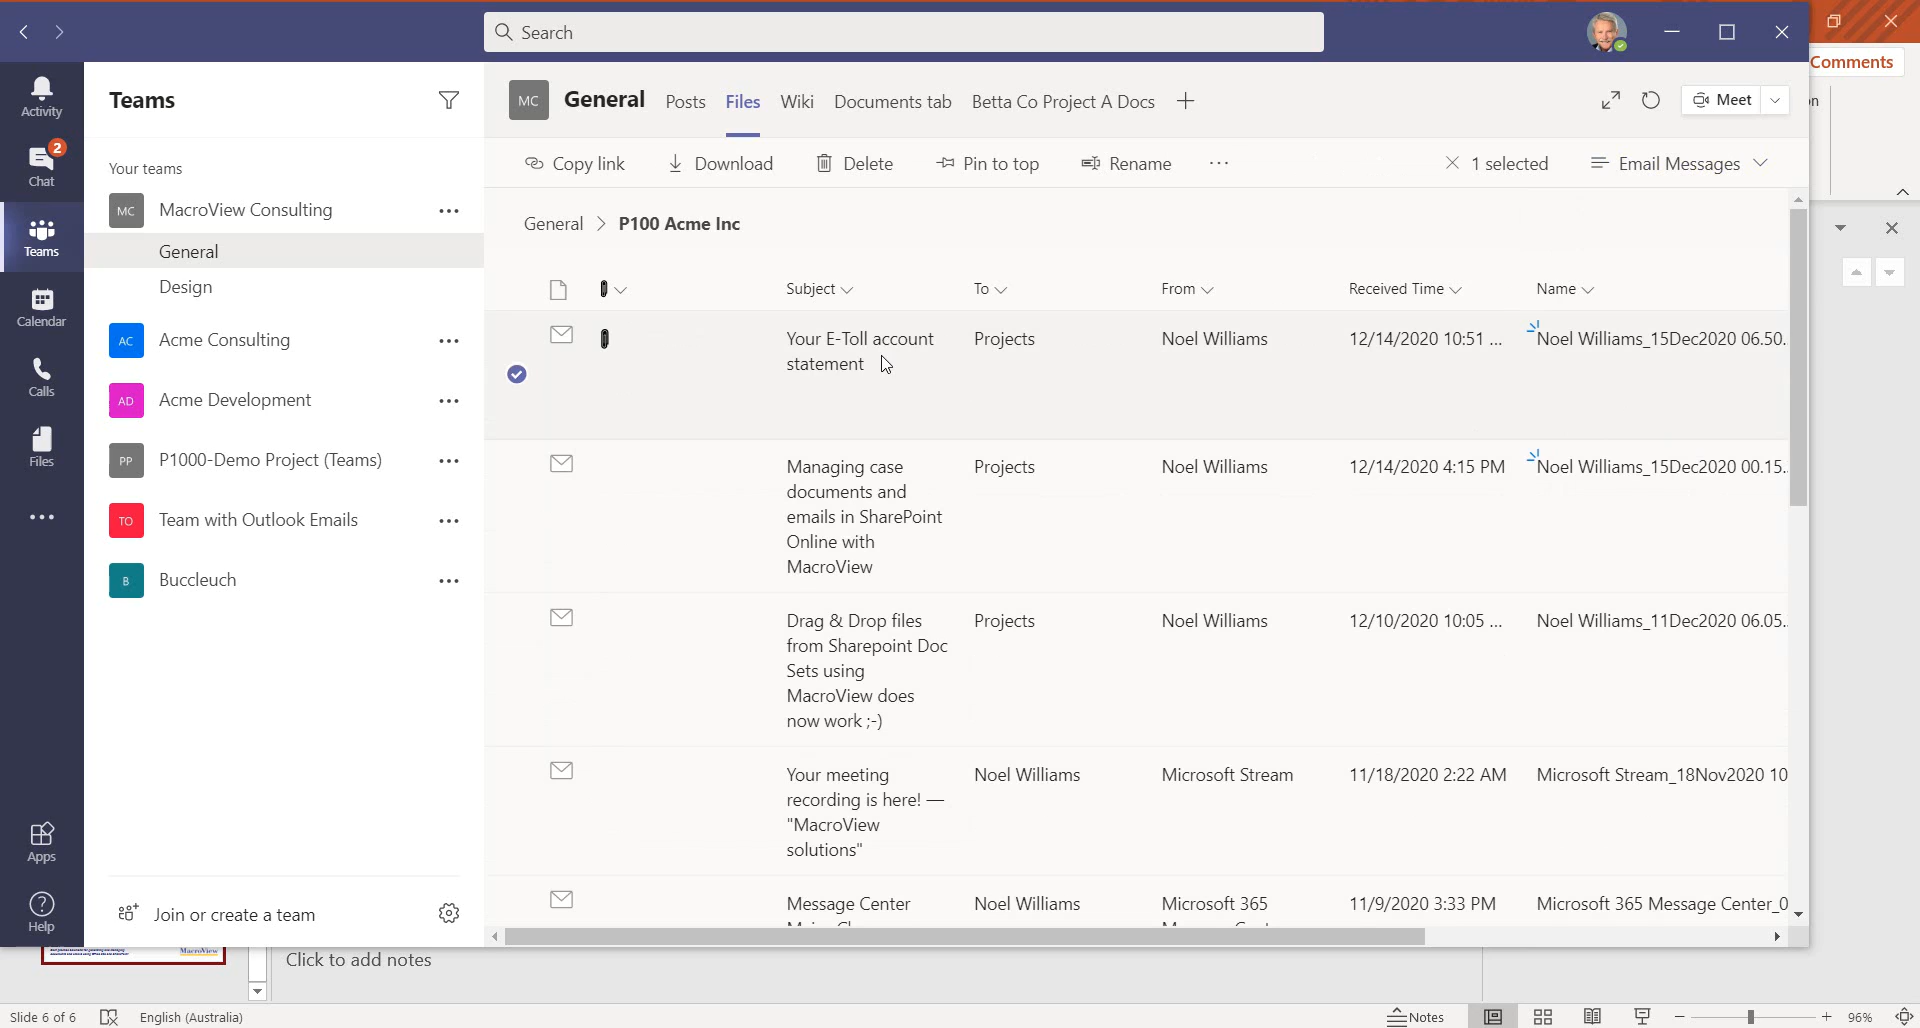 Search
Comments
Activity
2
Chat
Teams
Calendar
Calls
Files
Apps
Help
Teams
Your teams
MC MacroView Consulting
General
Design
AC Acme Consulting
AD Acme Development
PP P1000-Demo Project (Teams)
TO Team with Outlook Emails
B Buccleuch
Join or create a team
MC General Posts Files Wiki Documents tab Betta Co Project A Docs
Meet
Copy link Download Delete Pin to top Rename ··· 1 selected Email Messages
General > P100 Acme Inc
Subject To From Received Time Name
Your E-Toll account
statement
Projects Noel Williams 12/14/2020 10:51 ... Noel Williams_15Dec2020 06.50.
Managing case
documents and
emails in SharePoint
Online with
MacroView
Projects Noel Williams 12/14/2020 4:15 PM Noel Williams_15Dec2020 00.15.
Drag & Drop files
from Sharepoint Doc
Sets using
MacroView does
now work ;-)
Projects Noel Williams 12/10/2020 10:05 ... Noel Williams_11Dec2020 06.05.
Your meeting
recording is here! —
"MacroView
solutions"
Noel Williams Microsoft Stream 11/18/2020 2:22 AM Microsoft Stream_18Nov2020 10
Message Center
Noel Williams Microsoft 365 11/9/2020 3:33 PM Microsoft 365 Message Center_0
MacroView
Click to add notes
Slide 6 of 6 English (Australia) Notes 96%